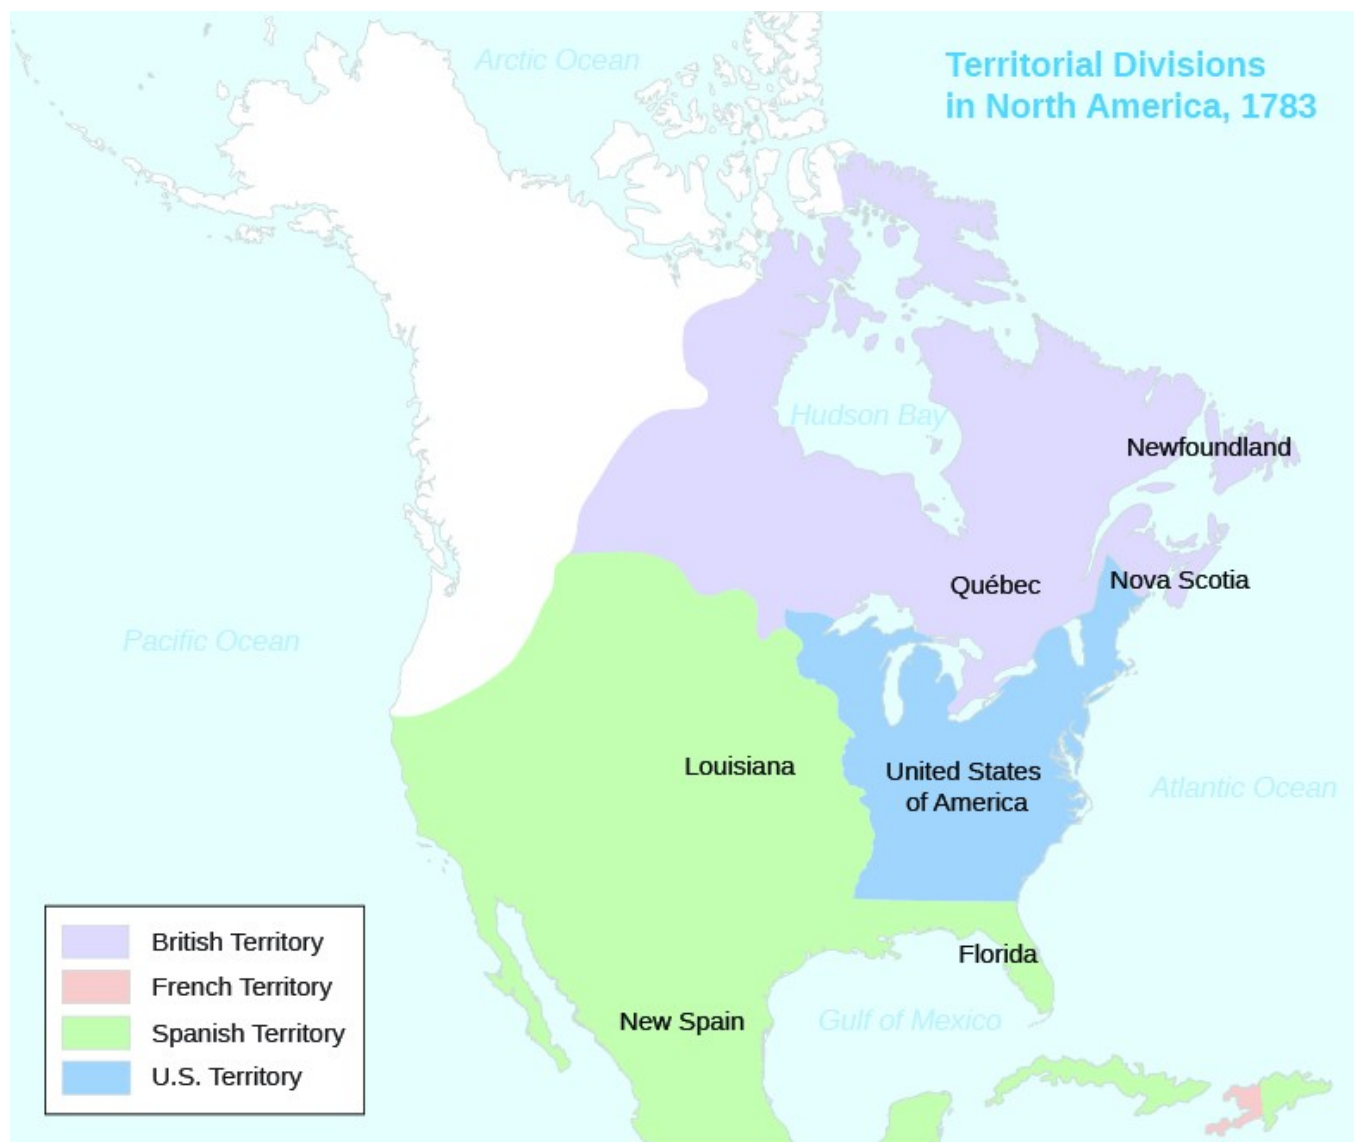 Arctic Ocean
Territorial Divisions
in North America, 1783
Hudson Bay
Newfoundland
Québec
Nova Scotia
Pacific Ocean
Louisiana
United States
of America
Atlantic Ocean
British Territory
French Territory
Spanish Territory
U.S. Territory
Florida
New Spain
Gulf of Mexico